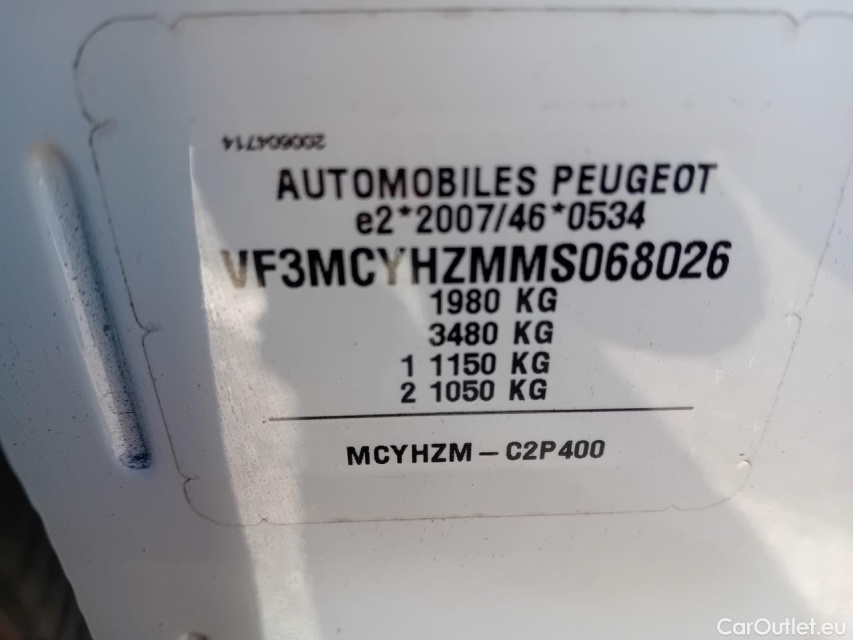 200604714
AUTOMOBILES PEUGEOT
e2*2007/46*0534
VF3MCYHZMMS068026
1980 KG
3480 KG
1 1150 KG
2 1050 KG
MCYHZM – C2P400
CarOutlet.eu